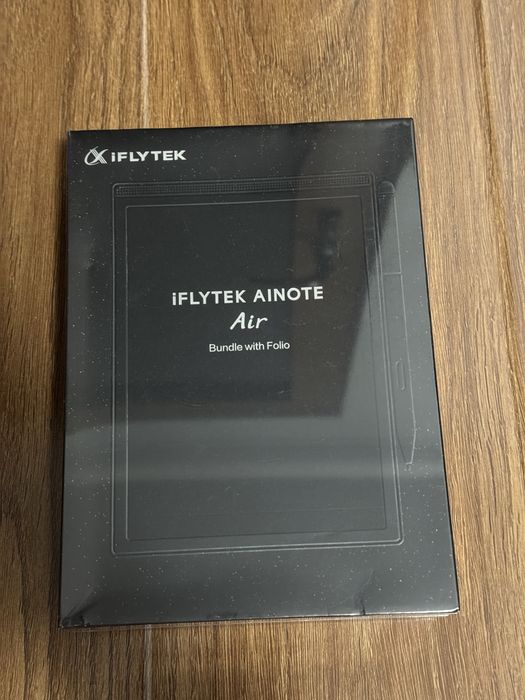 iFLYTEK
iFLYTEK AINOTE
Air
Bundle with Folio